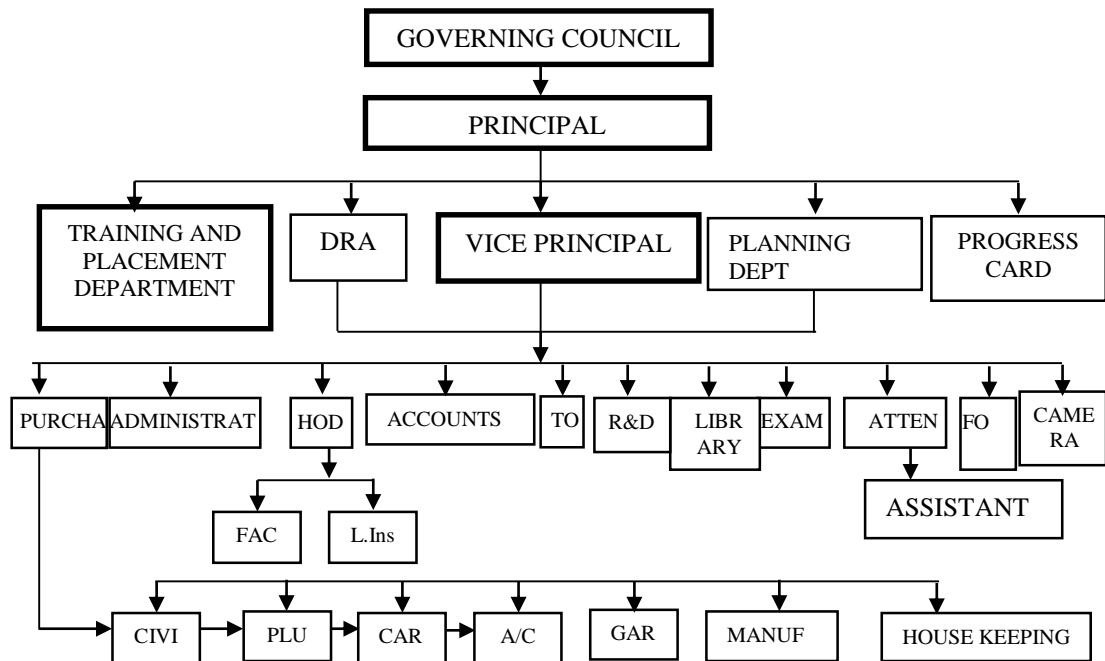 GOVERNING COUNCIL
PRINCIPAL
TRAINING AND
PLACEMENT
DEPARTMENT
DRA
VICE PRINCIPAL
PLANNING
DEPT
PROGRESS
CARD
PURCHA
ADMINISTRAT
HOD
ACCOUNTS
TO
R&D
LIBR
ARY
EXAM
ATTEN
FO
CAME
RA
ASSISTANT
FAC
L.Ins
CIVI
PLU
CAR
A/C
GAR
MANUF
HOUSE KEEPING